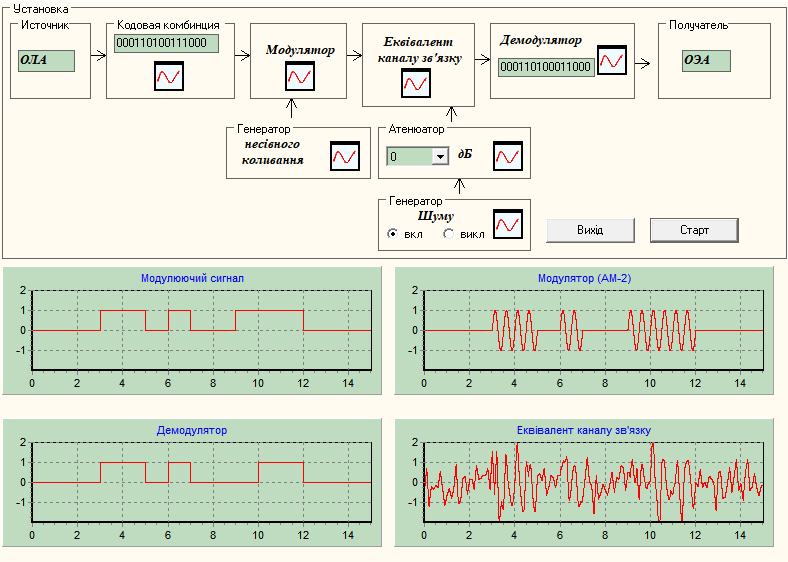 Установка
Источник
ОЛА
Кодовая комбинция
000110100111000
Модулятор
Еквівалент
каналу зв'язку
Демодулятор
000110100011000
Получатель
ОЭА
Генератор
несівного
коливання
Атенюатор
0
дБ
Генератор
Шуму
вкл
викл
Вихід
Старт
Модулюючий сигнал
2
1
0
-1
0 2 4 6 8 10 12 14
Модулятор (АМ-2)
2
1
0
-1
0 2 4 6 8 10 12 14
Демодулятор
2
1
0
-1
0 2 4 6 8 10 12 14
Еквівалент каналу зв'язку
2
1
0
-1
0 2 4 6 8 10 12 14